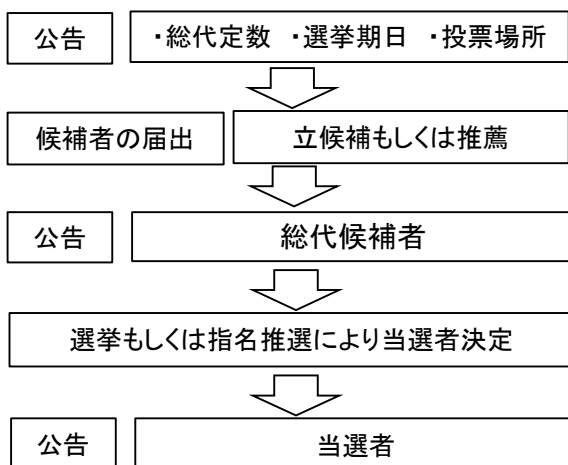 公告
・総代定数 ・選挙期日 ・投票場所
候補者の届出
立候補もしくは推薦
公告
総代候補者
選挙もしくは指名推選により当選者決定
公告
当選者